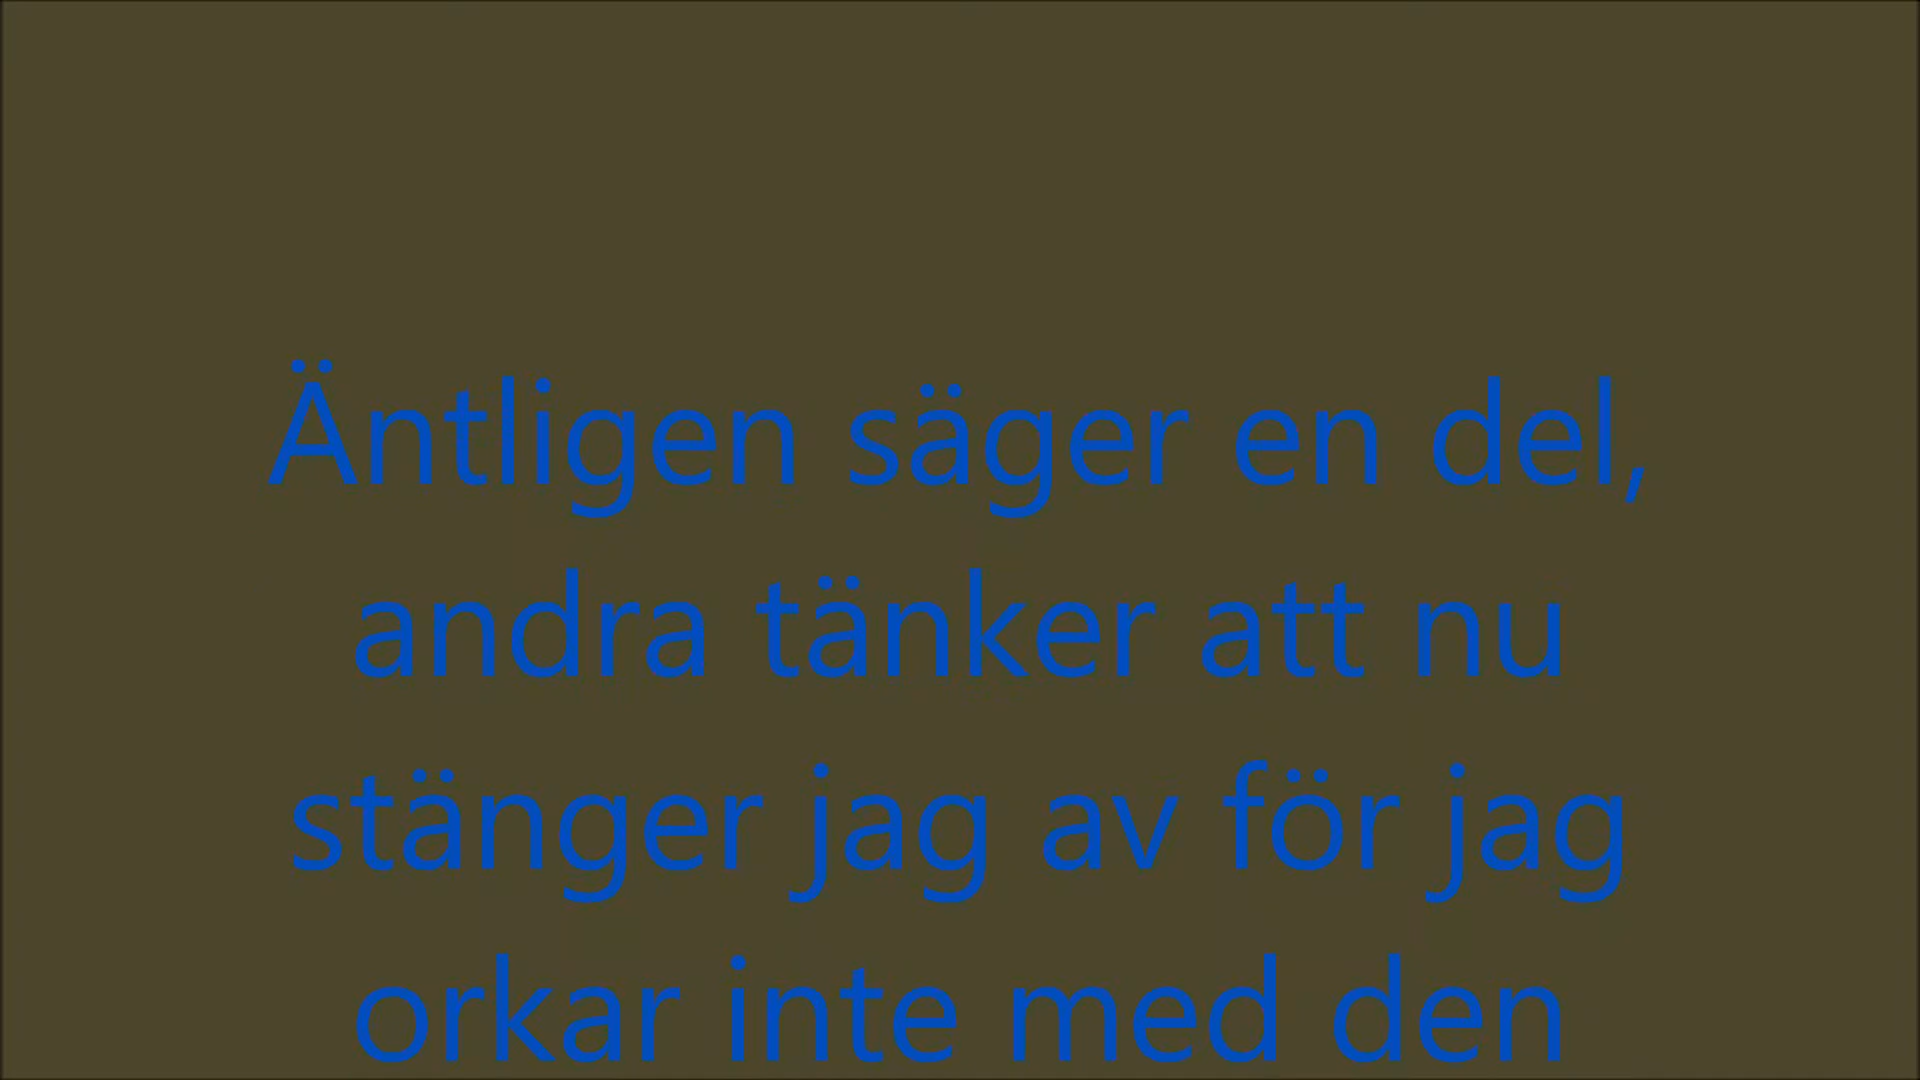 Äntligen säger en del,
andra tänker att nu
stänger jag av för jag
orkar inte med den